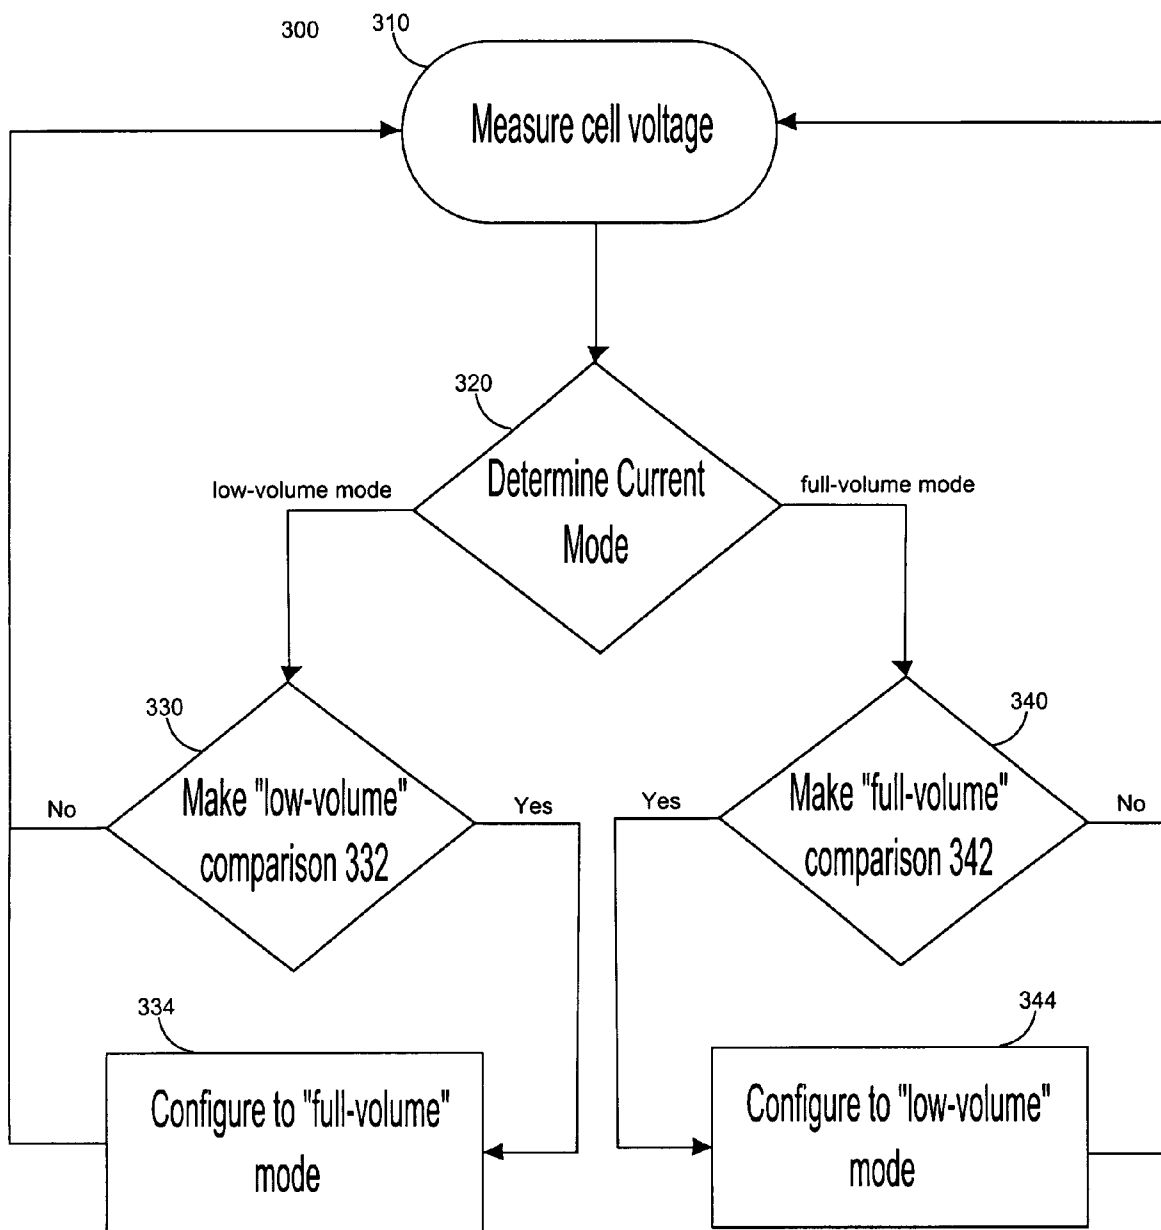 300
310
Measure cell voltage
320
Determine Current
Mode
low-volume mode
full-volume mode
330
Make "low-volume"
comparison 332
No
Yes
340
Make "full-volume"
comparison 342
Yes
No
334
Configure to "full-volume"
mode
344
Configure to "low-volume"
mode